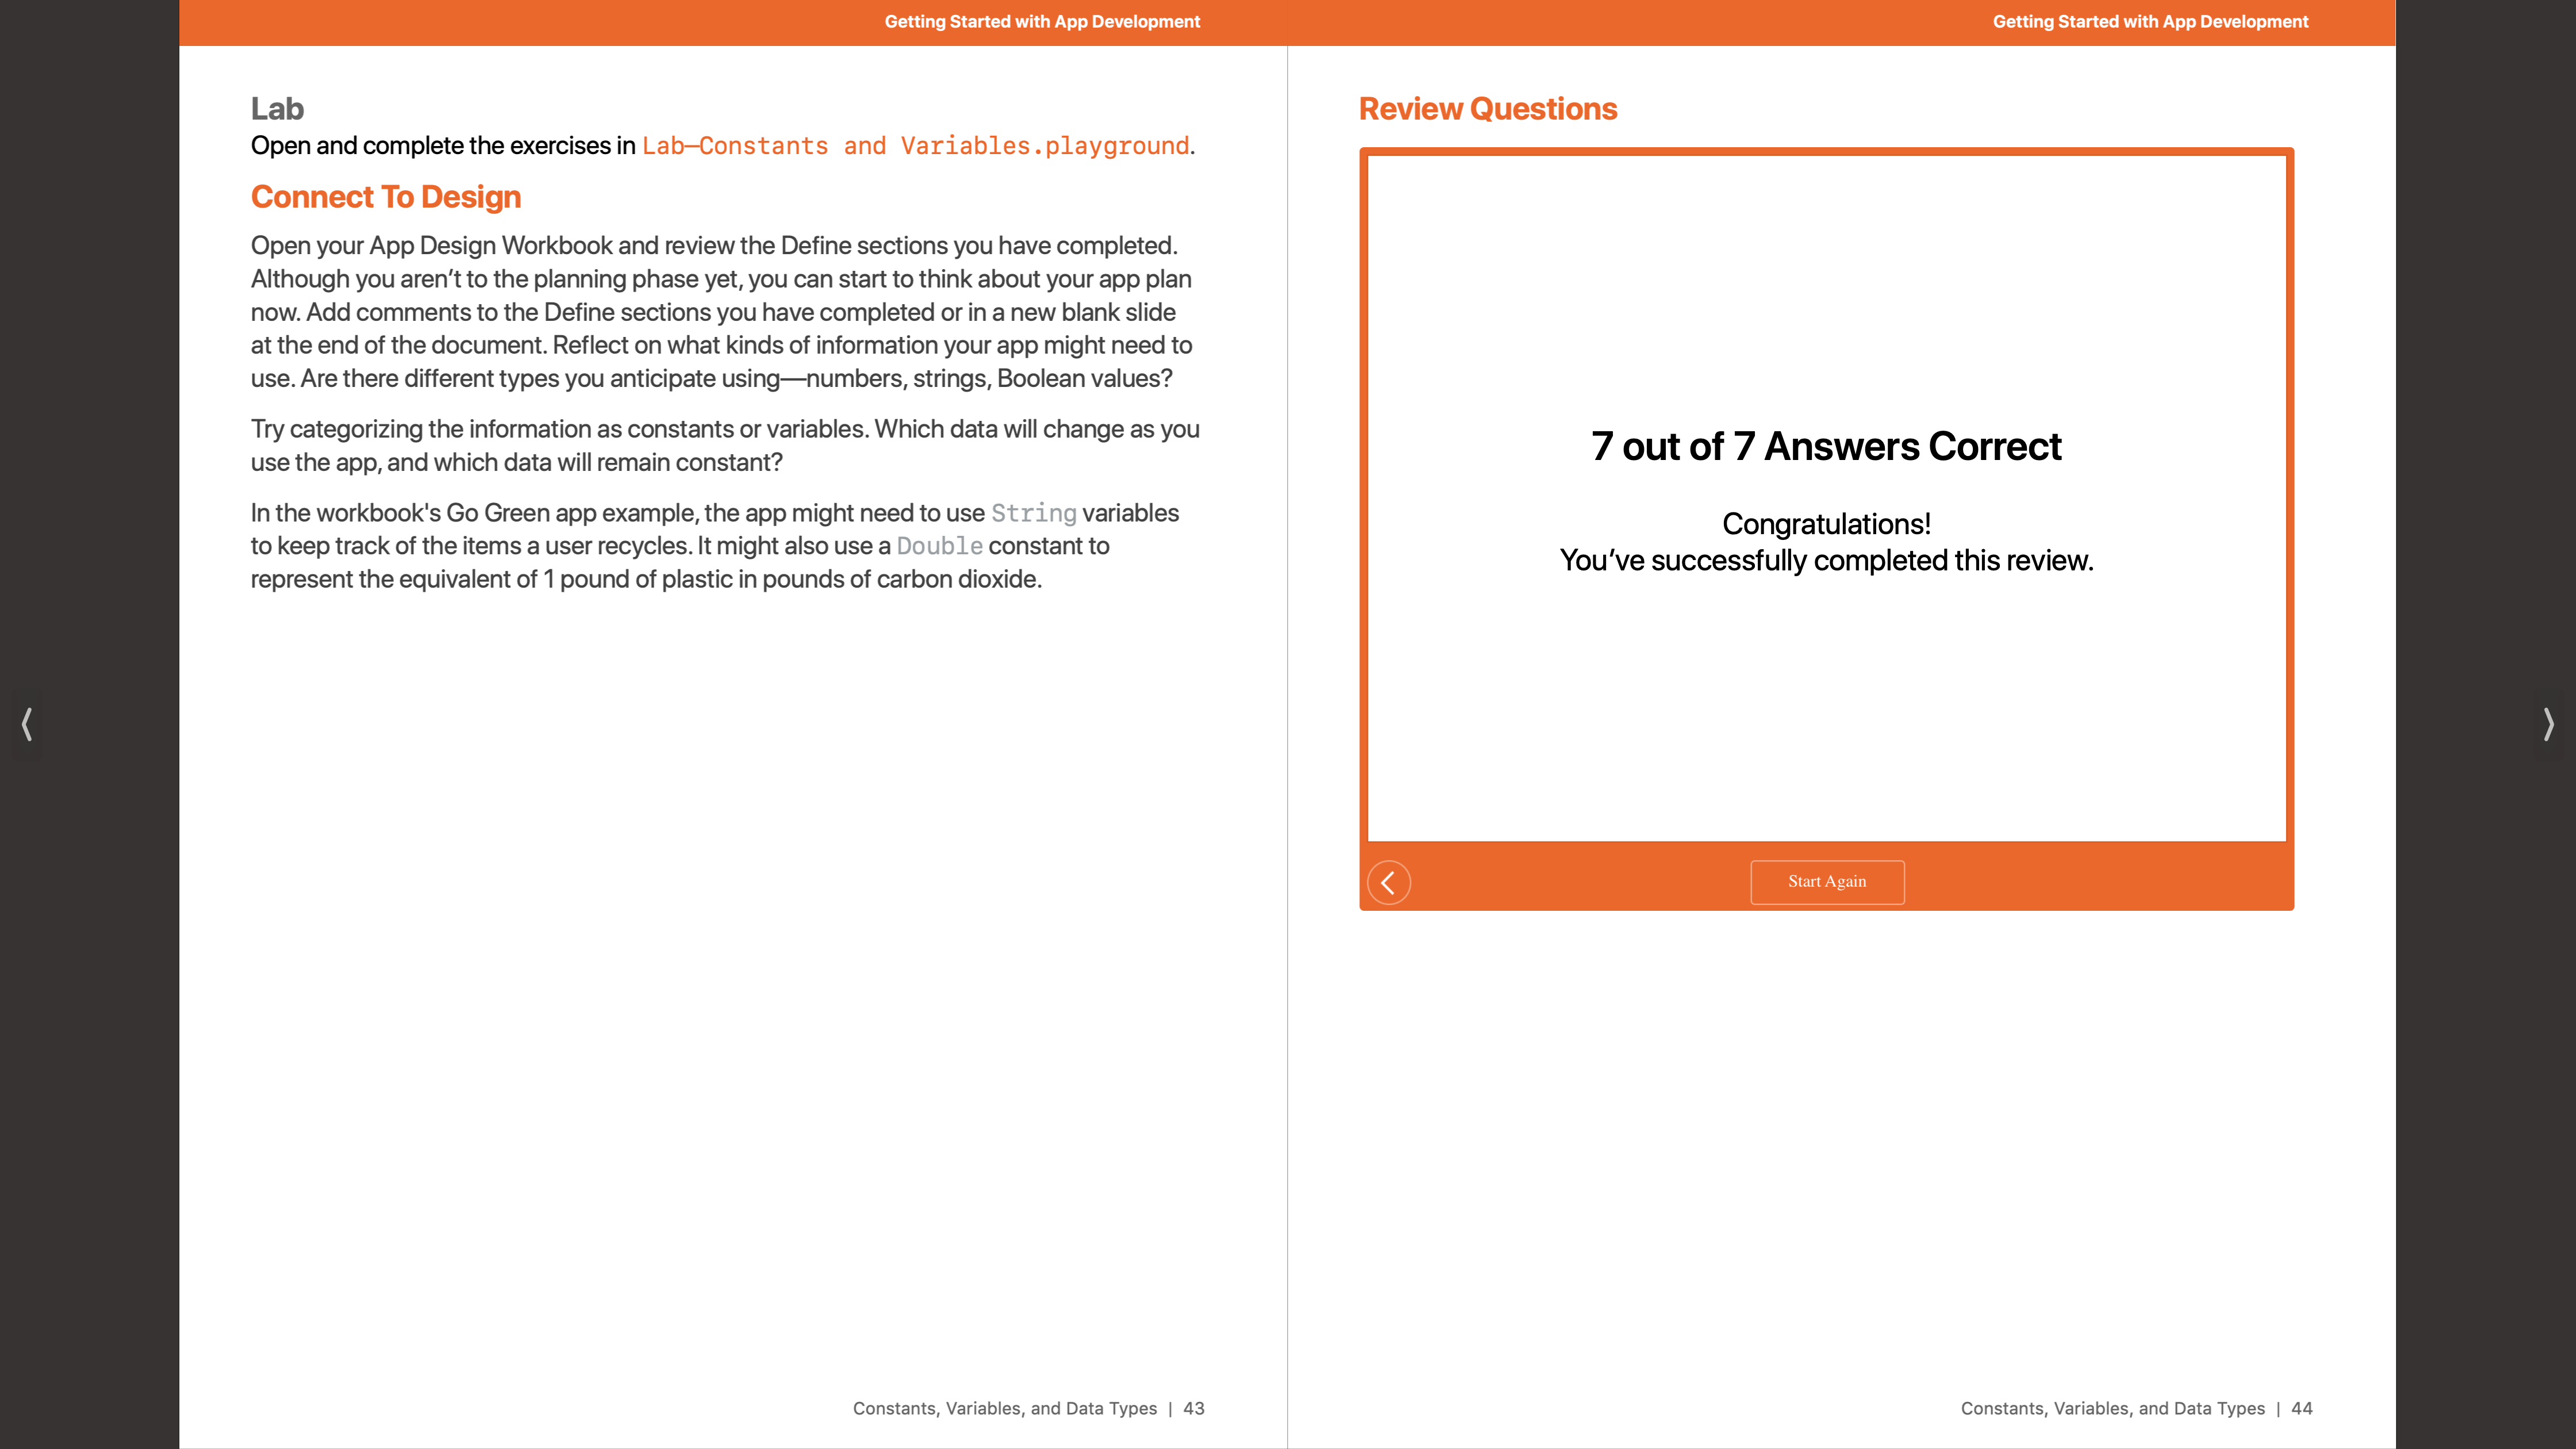 Getting Started with App Development
Lab
Open and complete the exercises in Lab—Constants and Variables.playground.
Connect To Design
Open your App Design Workbook and review the Define sections you have completed.
Although you aren’t to the planning phase yet, you can start to think about your app plan
now. Add comments to the Define sections you have completed or in a new blank slide
at the end of the document. Reflect on what kinds of information your app might need to
use. Are there different types you anticipate using—numbers, strings, Boolean values?
Try categorizing the information as constants or variables. Which data will change as you
use the app, and which data will remain constant?
In the workbook's Go Green app example, the app might need to use String variables
to keep track of the items a user recycles. It might also use a Double constant to
represent the equivalent of 1 pound of plastic in pounds of carbon dioxide.
Constants, Variables, and Data Types | 43
Getting Started with App Development
Review Questions
7 out of 7 Answers Correct
Congratulations!
You’ve successfully completed this review.
Start Again
Constants, Variables, and Data Types | 44